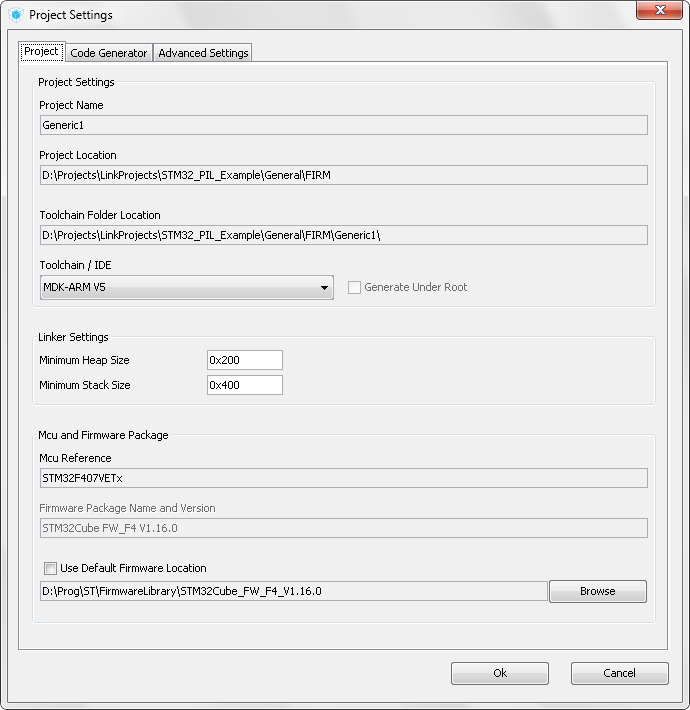 Project Settings
Project
Code Generator
Advanced Settings
Project Settings
Project Name
Generic1
Project Location
D:\Projects\LinkProjects\STM32_PIL_Example\General\FIRM
Toolchain Folder Location
D:\Projects\LinkProjects\STM32_PIL_Example\General\FIRM\Generic1\
Toolchain / IDE
MDK-ARM V5
Generate Under Root
Linker Settings
Minimum Heap Size
0x200
Minimum Stack Size
0x400
Mcu and Firmware Package
Mcu Reference
STM32F407VETx
Firmware Package Name and Version
STM32Cube FW_F4 V1.16.0
Use Default Firmware Location
D:\Prog\ST\FirmwareLibrary\STM32Cube_FW_F4_V1.16.0
Browse
Ok
Cancel